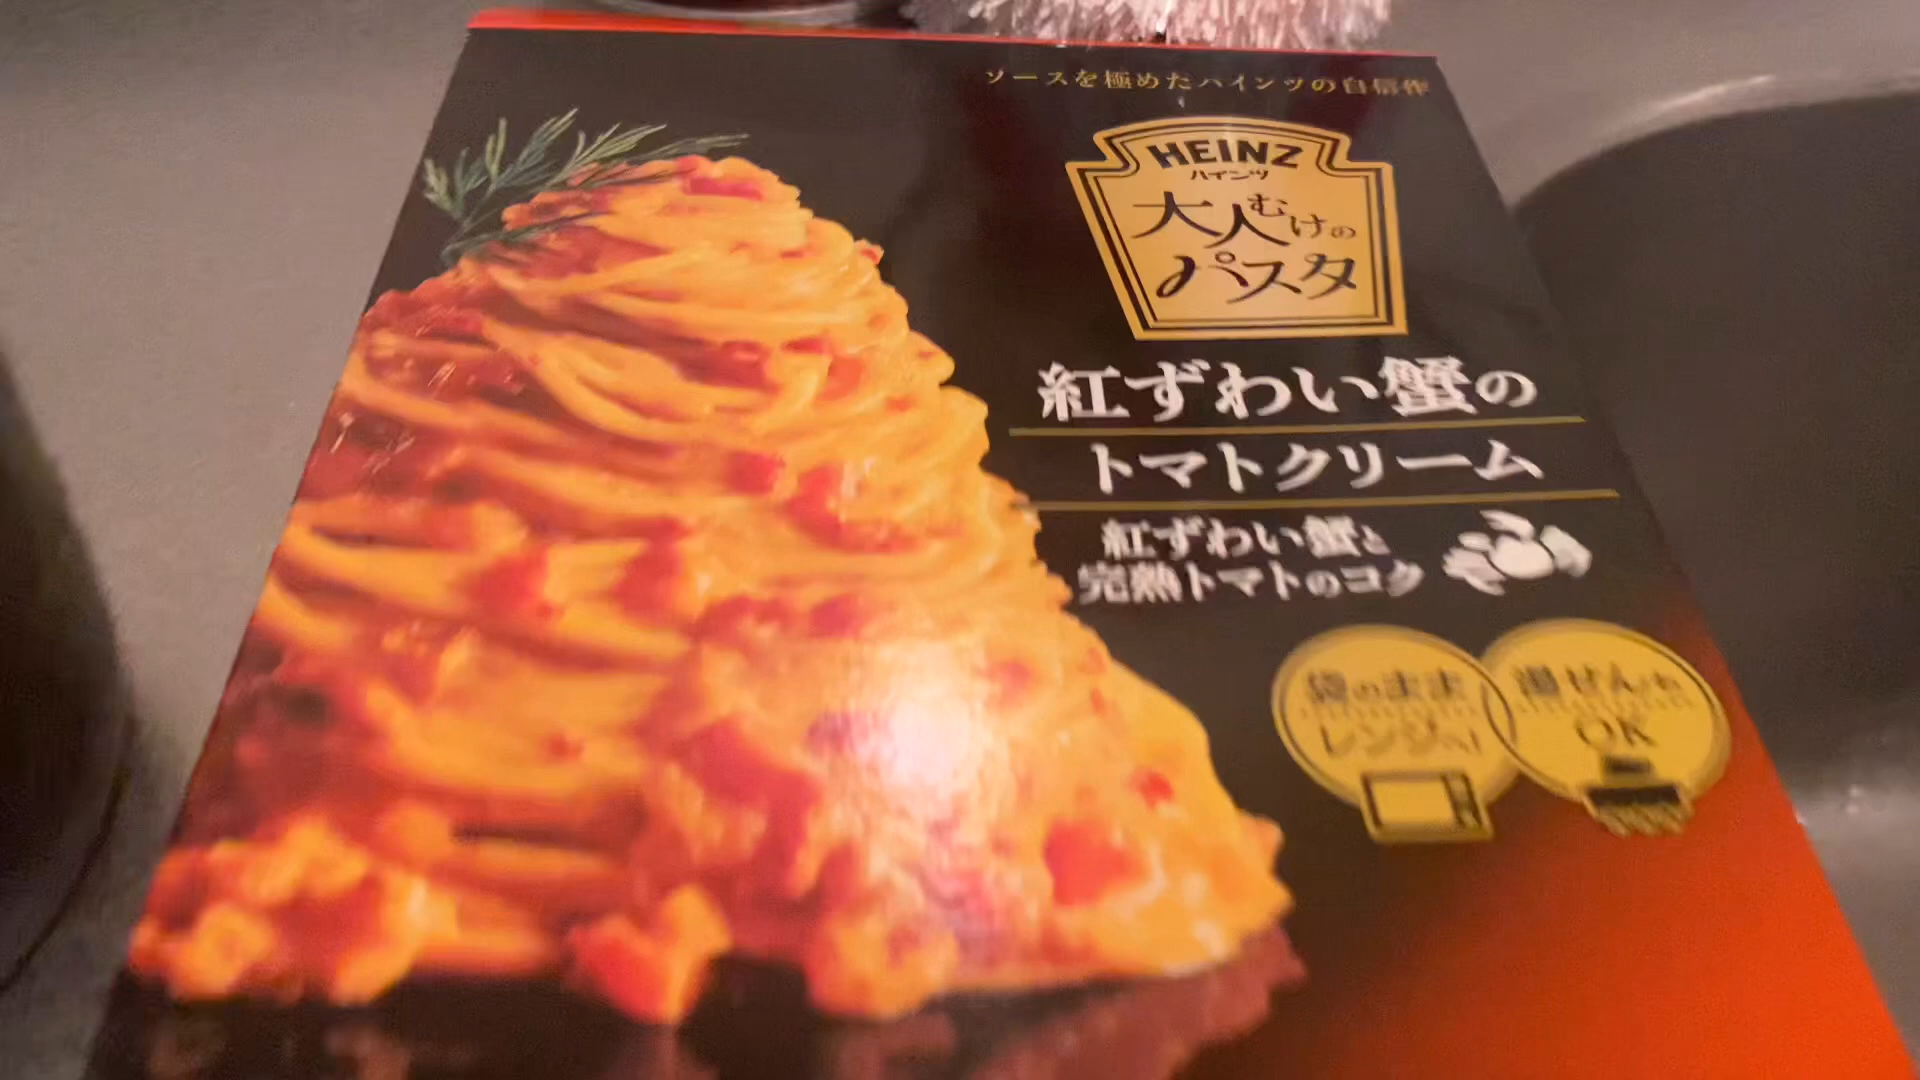 ソースを極めたハインツの自信作
HEINZ
ハインツ
大人むけの
パスタ
紅ずわい蟹の
トマトクリーム
紅ずわい蟹と
完熟トマトのコク
袋のまま
レンジへ!
湯せんも
OK